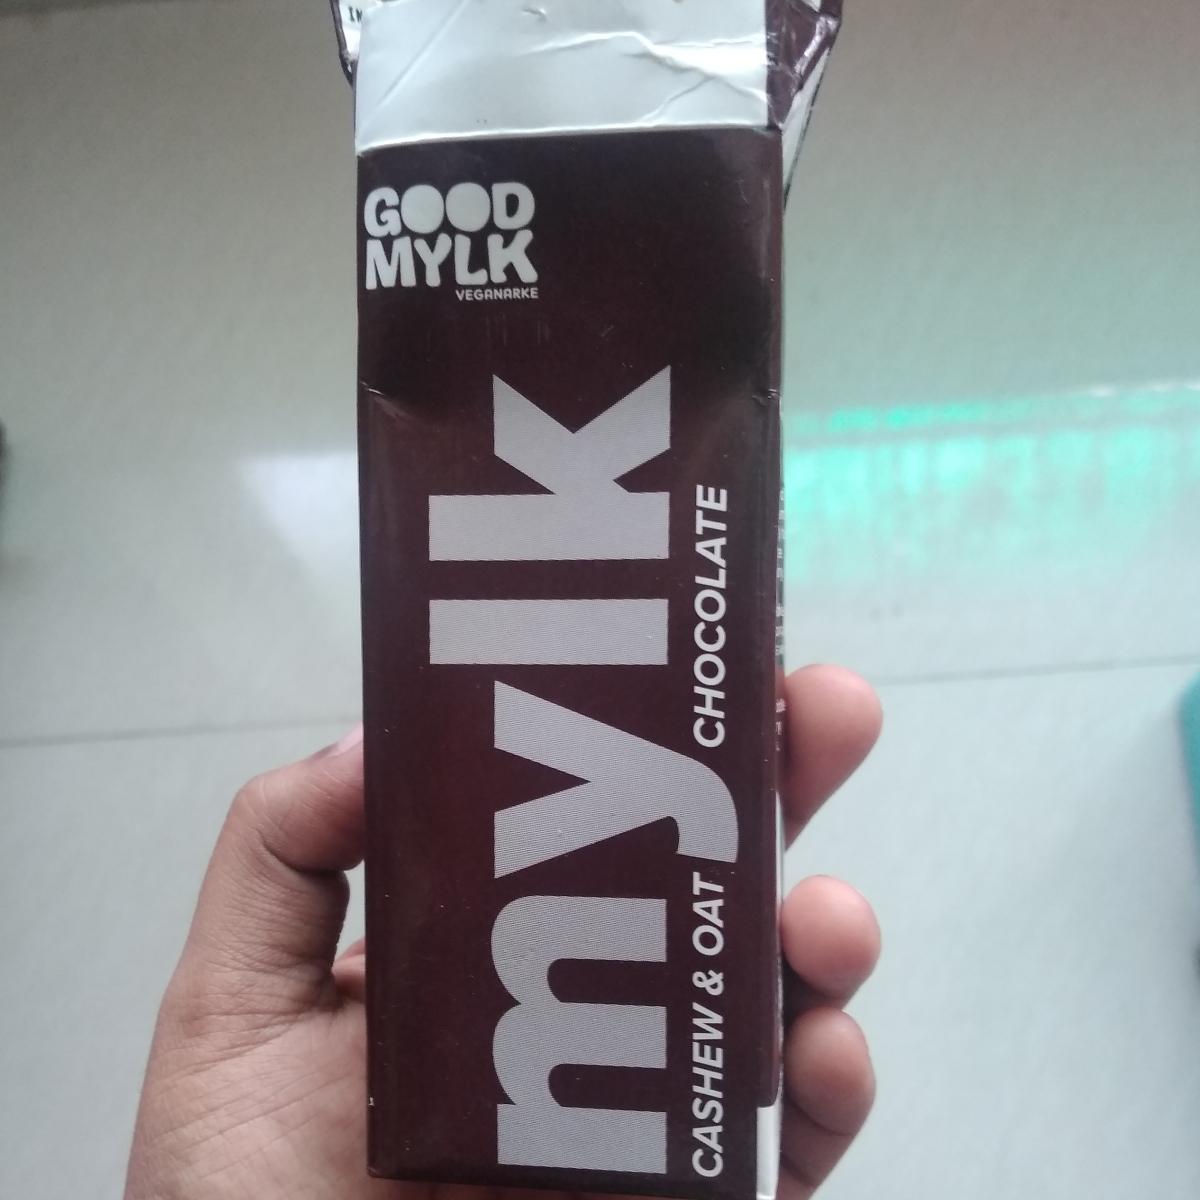 GOOD
MYLK
VEGANARKE
mylk
CASHEW & OAT CHOCOLATE